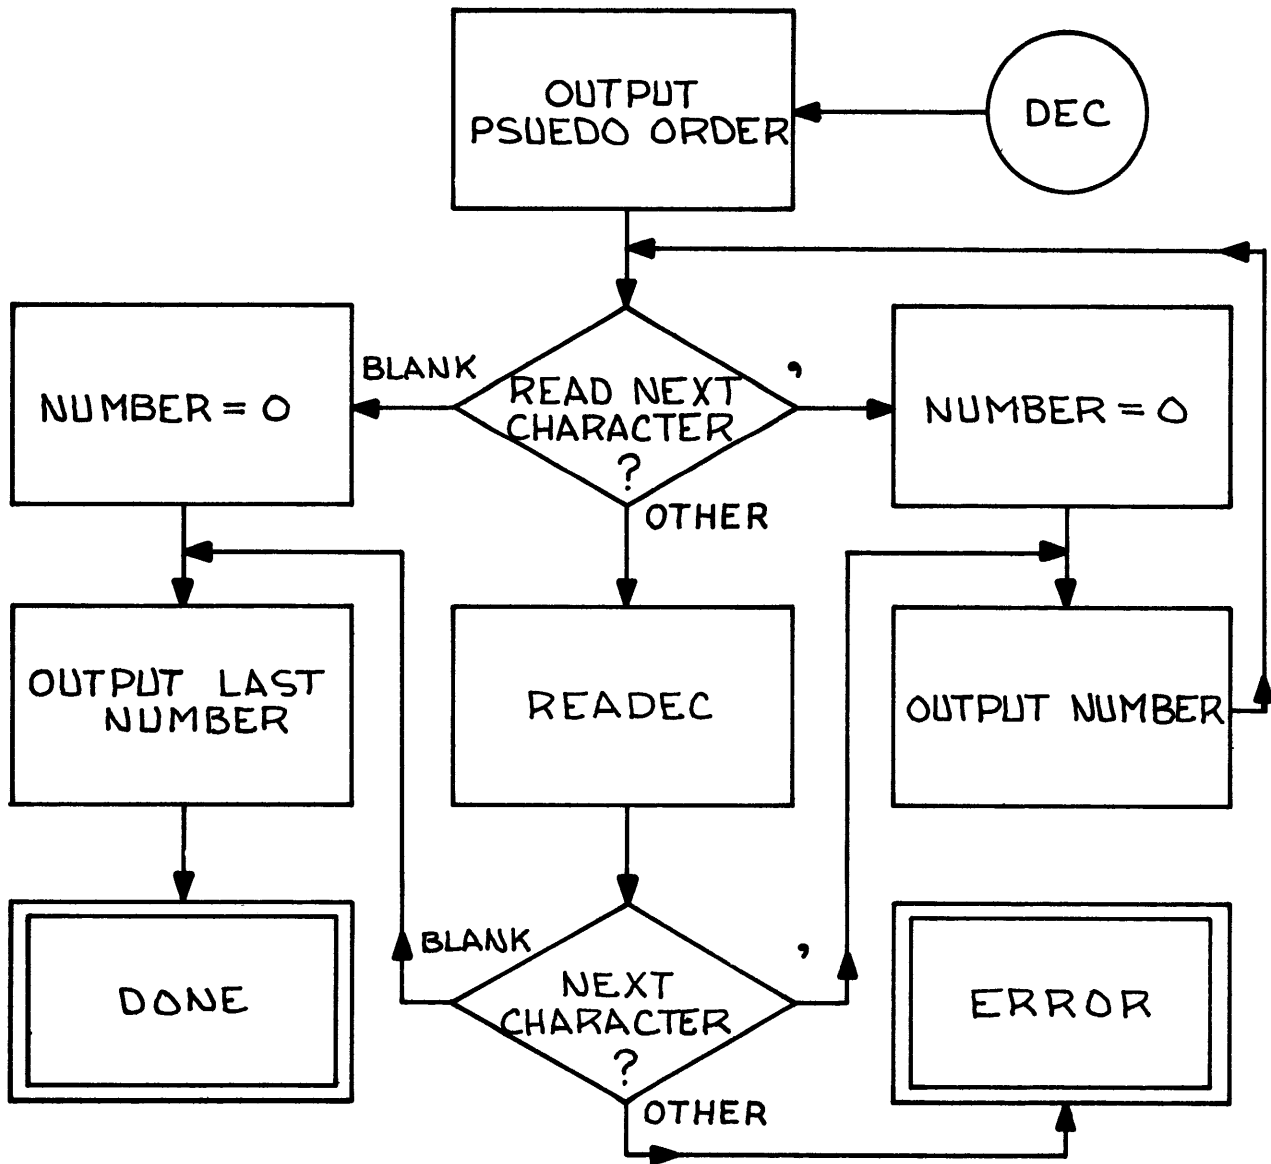 OUTPUT
PSUEDO ORDER
DEC
NUMBER = 0
BLANK
READ NEXT
CHARACTER
?
,
NUMBER = 0
OTHER
OUTPUT LAST
NUMBER
READEC
OUTPUT NUMBER
DONE
BLANK
NEXT
CHARACTER
?
,
ERROR
OTHER